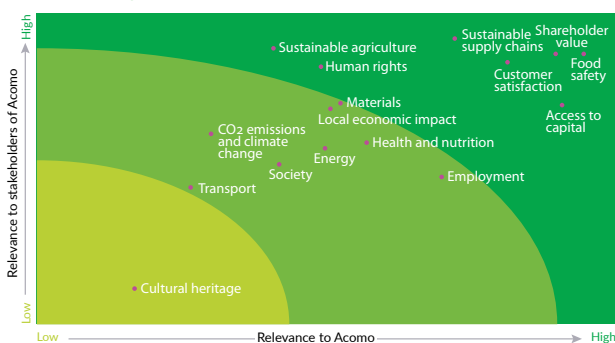 High
Relevance to stakeholders of Acomo
Low
Sustainable agriculture
Human rights
Sustainable
supply chains
Shareholder
value
Customer
satisfaction
Food
safety
Access to
capital
Materials
Local economic impact
CO2 emissions
and climate
change
Energy
Health and nutrition
Society
Employment
Transport
Cultural heritage
Low
Relevance to Acomo
High